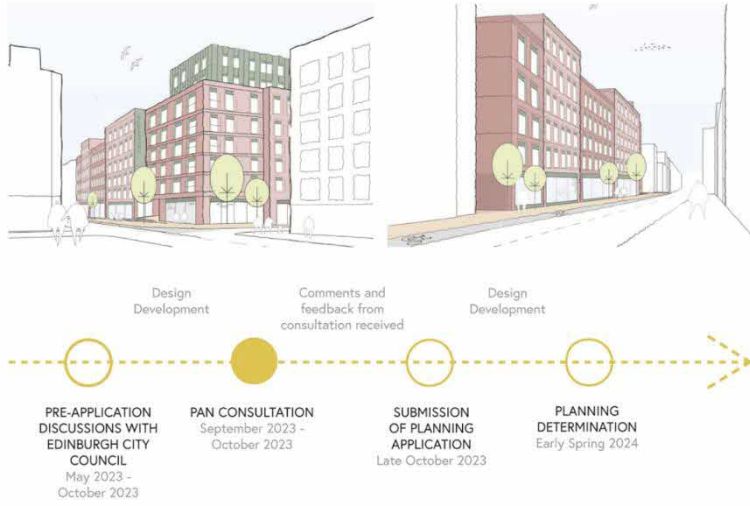 Design
Development
Comments and
feedback from
consultation received
Design
Development
PRE-APPLICATION
DISCUSSIONS WITH
EDINBURGH CITY
COUNCIL
May 2023 -
October 2023
PAN CONSULTATION
September 2023 -
October 2023
SUBMISSION
OF PLANNING
APPLICATION
Late October 2023
PLANNING
DETERMINATION
Early Spring 2024